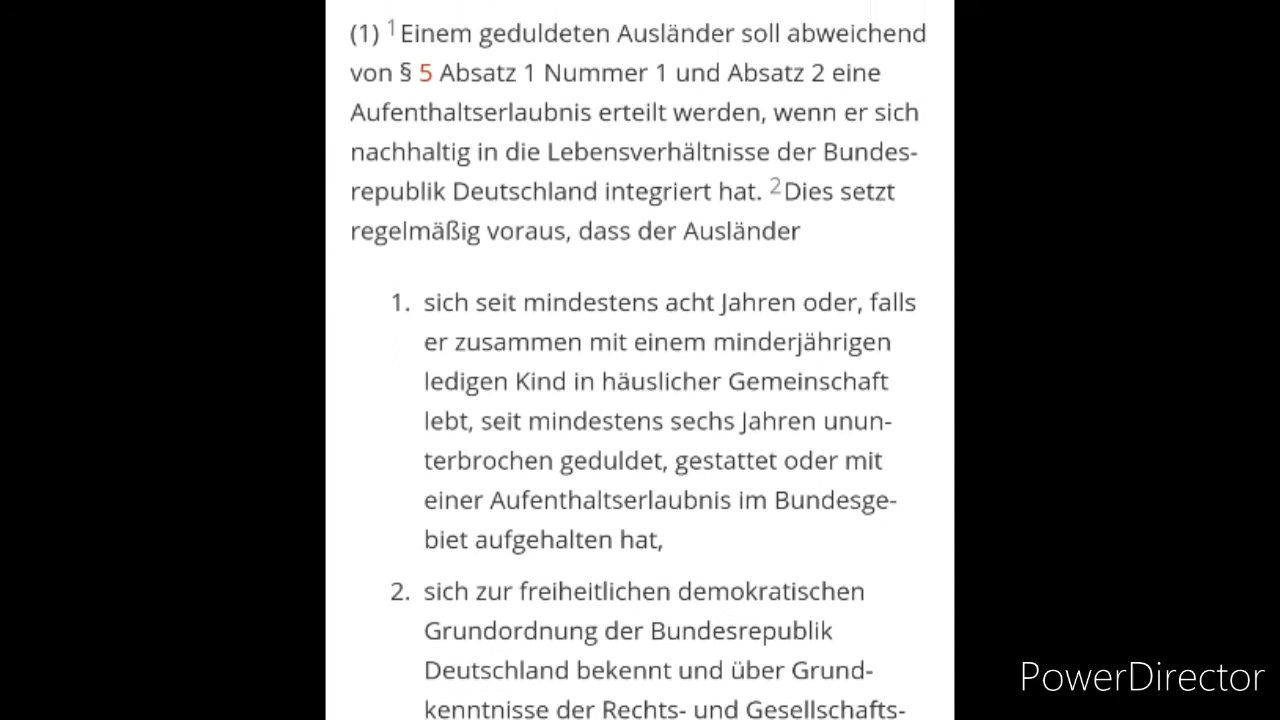 (1) ¹Einem geduldeten Ausländer soll abweichend
von § 5 Absatz 1 Nummer 1 und Absatz 2 eine
Aufenthaltserlaubnis erteilt werden, wenn er sich
nachhaltig in die Lebensverhältnisse der Bundes-
republik Deutschland integriert hat. ²Dies setzt
regelmäßig voraus, dass der Ausländer
1. sich seit mindestens acht Jahren oder, falls
er zusammen mit einem minderjährigen
ledigen Kind in häuslicher Gemeinschaft
lebt, seit mindestens sechs Jahren unun-
terbrochen geduldet, gestattet oder mit
einer Aufenthaltserlaubnis im Bundesge-
biet aufgehalten hat,
2. sich zur freiheitlichen demokratischen
Grundordnung der Bundesrepublik
Deutschland bekennt und über Grund-
kenntnisse der Rechts- und Gesellschafts-
PowerDirector